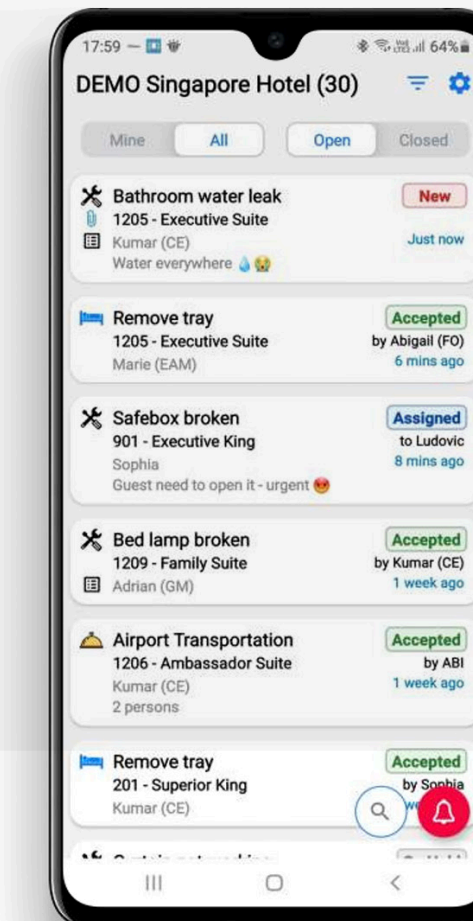 17:59
64%
DEMO Singapore Hotel (30)
Mine All Open Closed
Bathroom water leak New
1205 - Executive Suite
Kumar (CE) Just now
Water everywhere 💧😭
Remove tray Accepted
1205 - Executive Suite by Abigail (FO)
Marie (EAM) 6 mins ago
Safebox broken Assigned
901 - Executive King to Ludovic
Sophia 8 mins ago
Guest need to open it - urgent 😡
Bed lamp broken Accepted
1209 - Family Suite by Kumar (CE)
Adrian (GM) 1 week ago
Airport Transportation Accepted
1206 - Ambassador Suite by ABI
Kumar (CE) 1 week ago
2 persons
Remove tray Accepted
201 - Superior King by Sophia
Kumar (CE)